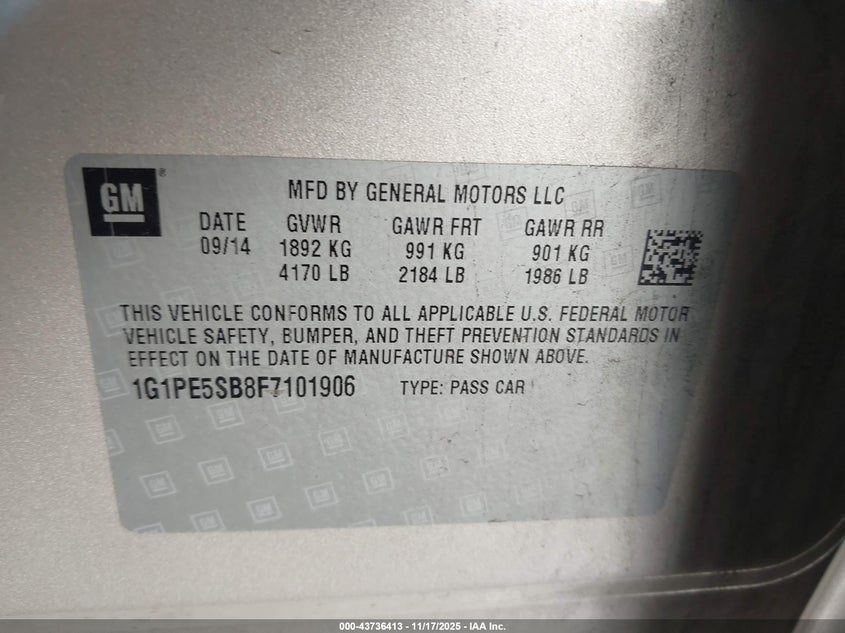 GM®
MFD BY GENERAL MOTORS LLC
DATE GVWR GAWR FRT GAWR RR
09/14 1892 KG 991 KG 901 KG
4170 LB 2184 LB 1986 LB
THIS VEHICLE CONFORMS TO ALL APPLICABLE U.S. FEDERAL MOTOR
VEHICLE SAFETY, BUMPER, AND THEFT PREVENTION STANDARDS IN
EFFECT ON THE DATE OF MANUFACTURE SHOWN ABOVE.
1G1PE5SB8F7101906 TYPE: PASS CAR
000-43736413 - 11/17/2025 - IAA Inc.